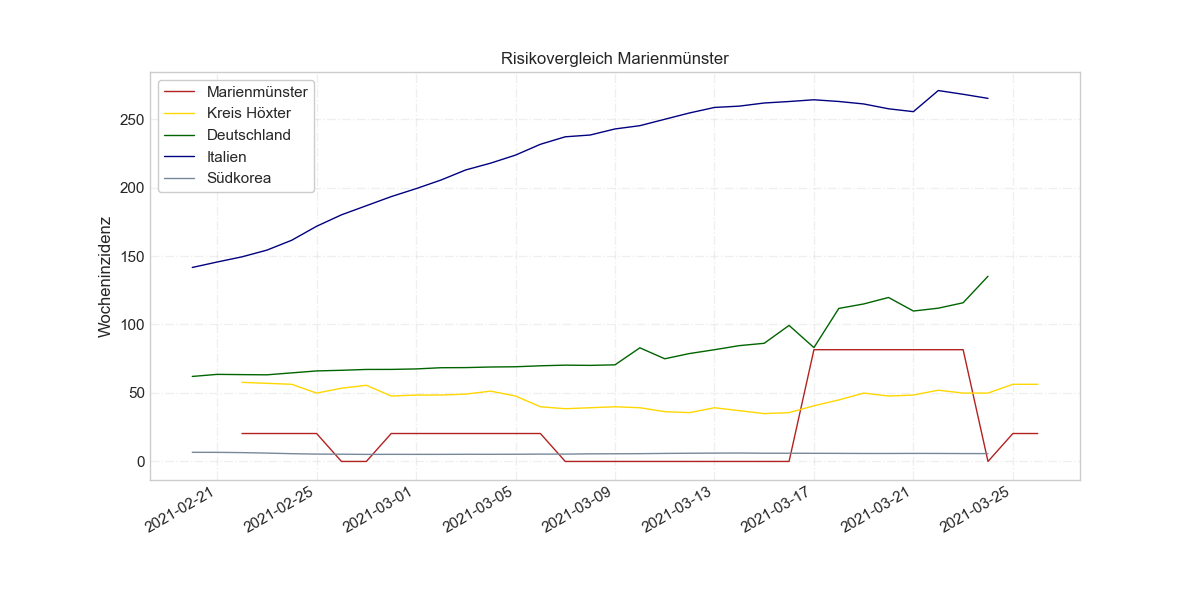 Risikovergleich Marienmünster
Marienmünster
Kreis Höxter
Deutschland
Italien
Südkorea
Wocheninzidenz
250
200
150
100
50
0
2021-02-21
2021-02-25
2021-03-01
2021-03-05
2021-03-09
2021-03-13
2021-03-17
2021-03-21
2021-03-25